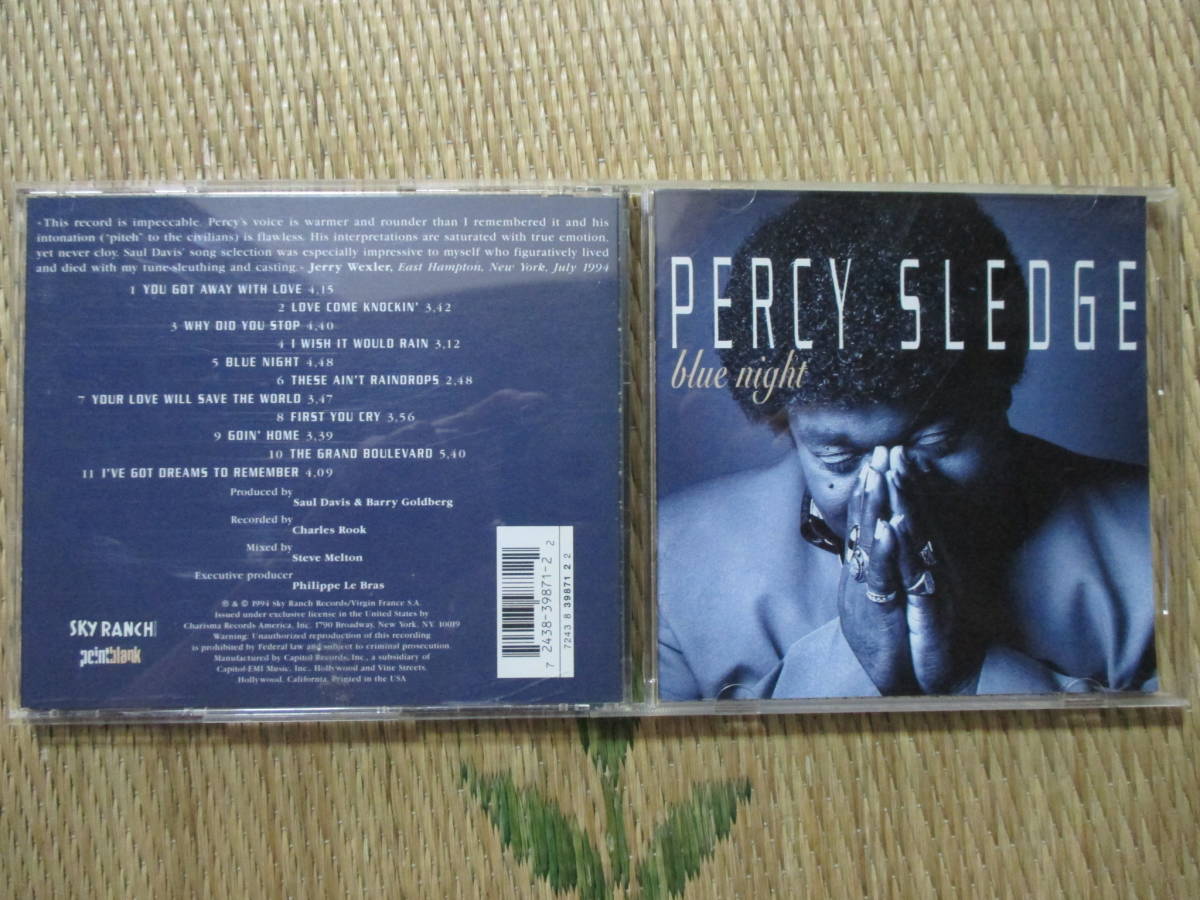 «This record is impeccable. Percy's voice is warmer and rounder than I remembered it and his
intonation ("pitch" to the civilians) is flawless. His interpretations are saturated with true emotion,
yet never cloy. Saul Davis' song selection was especially impressive to myself who figuratively lived
and died with my tune-sleuthing and casting.» Jerry Wexler, East Hampton, New York, July 1994
1 YOU GOT AWAY WITH LOVE 4,15
2 LOVE COME KNOCKIN' 3,42
3 WHY DID YOU STOP 4,40
4 I WISH IT WOULD RAIN 3,12
5 BLUE NIGHT 4,48
6 THESE AIN'T RAINDROPS 2,48
7 YOUR LOVE WILL SAVE THE WORLD 3,47
8 FIRST YOU CRY 3,56
9 GOIN' HOME 3,39
10 THE GRAND BOULEVARD 5,40
11 I'VE GOT DREAMS TO REMEMBER 4,09
Produced by
Saul Davis & Barry Goldberg
Recorded by
Charles Rook
Mixed by
Steve Melton
Executive producer
Philippe Le Bras
℗ & © 1994 Sky Ranch Records/Virgin France S.A.
Issued under exclusive license in the United States by
Charisma Records America, Inc. 1790 Broadway, New York, NY 10019
Warning: Unauthorized reproduction of this recording
is prohibited by Federal law and subject to criminal prosecution.
Manufactured by Capitol Records, Inc., a subsidiary of
Capitol-EMI Music, Inc., Hollywood and Vine Streets,
Hollywood, California. Printed in the USA
SKY RANCH
pointblank
7 2438-39871-2 2
7243 8 39871 2 2
PERCY SLEDGE
blue night